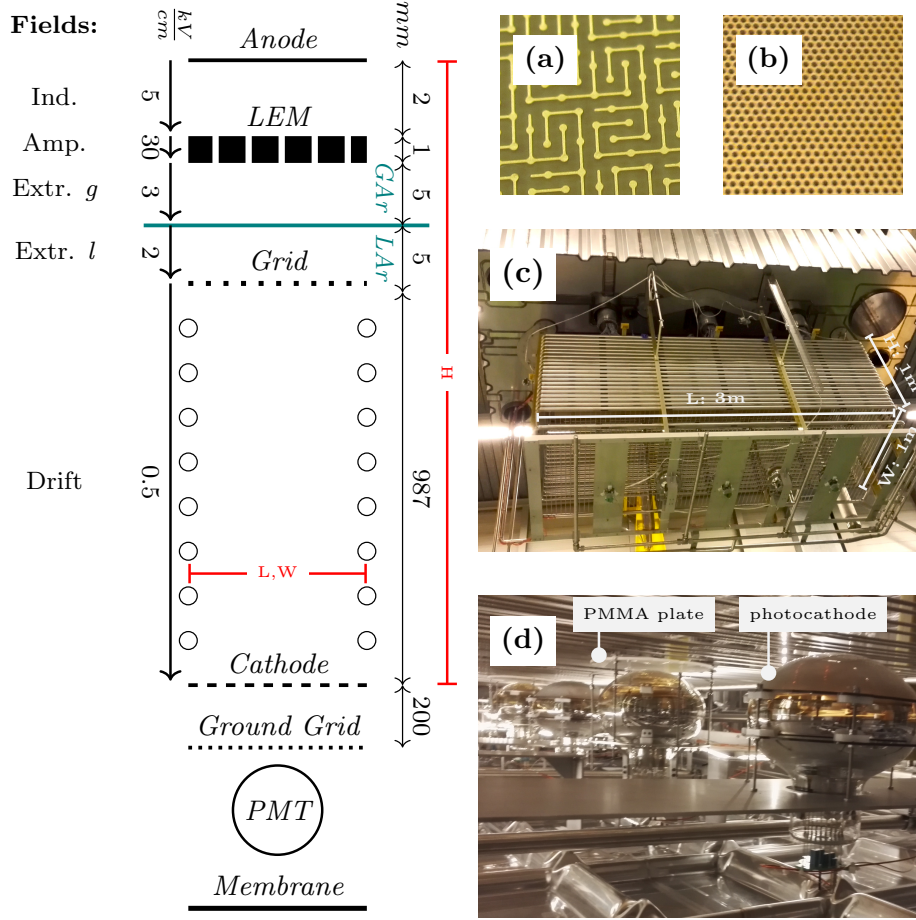 Fields:
kV
cm
mm
Anode
Ind.
5
2
LEM
Amp.
30
1
Extr. g
3
GAr
5
Extr. l
2
LAr
5
Grid
H
Drift
0.5
987
L,W
Cathode
200
Ground Grid
PMT
Membrane
(a)
(b)
(c)
H: 1m
L: 3m
W: 1m
(d)
PMMA plate
photocathode